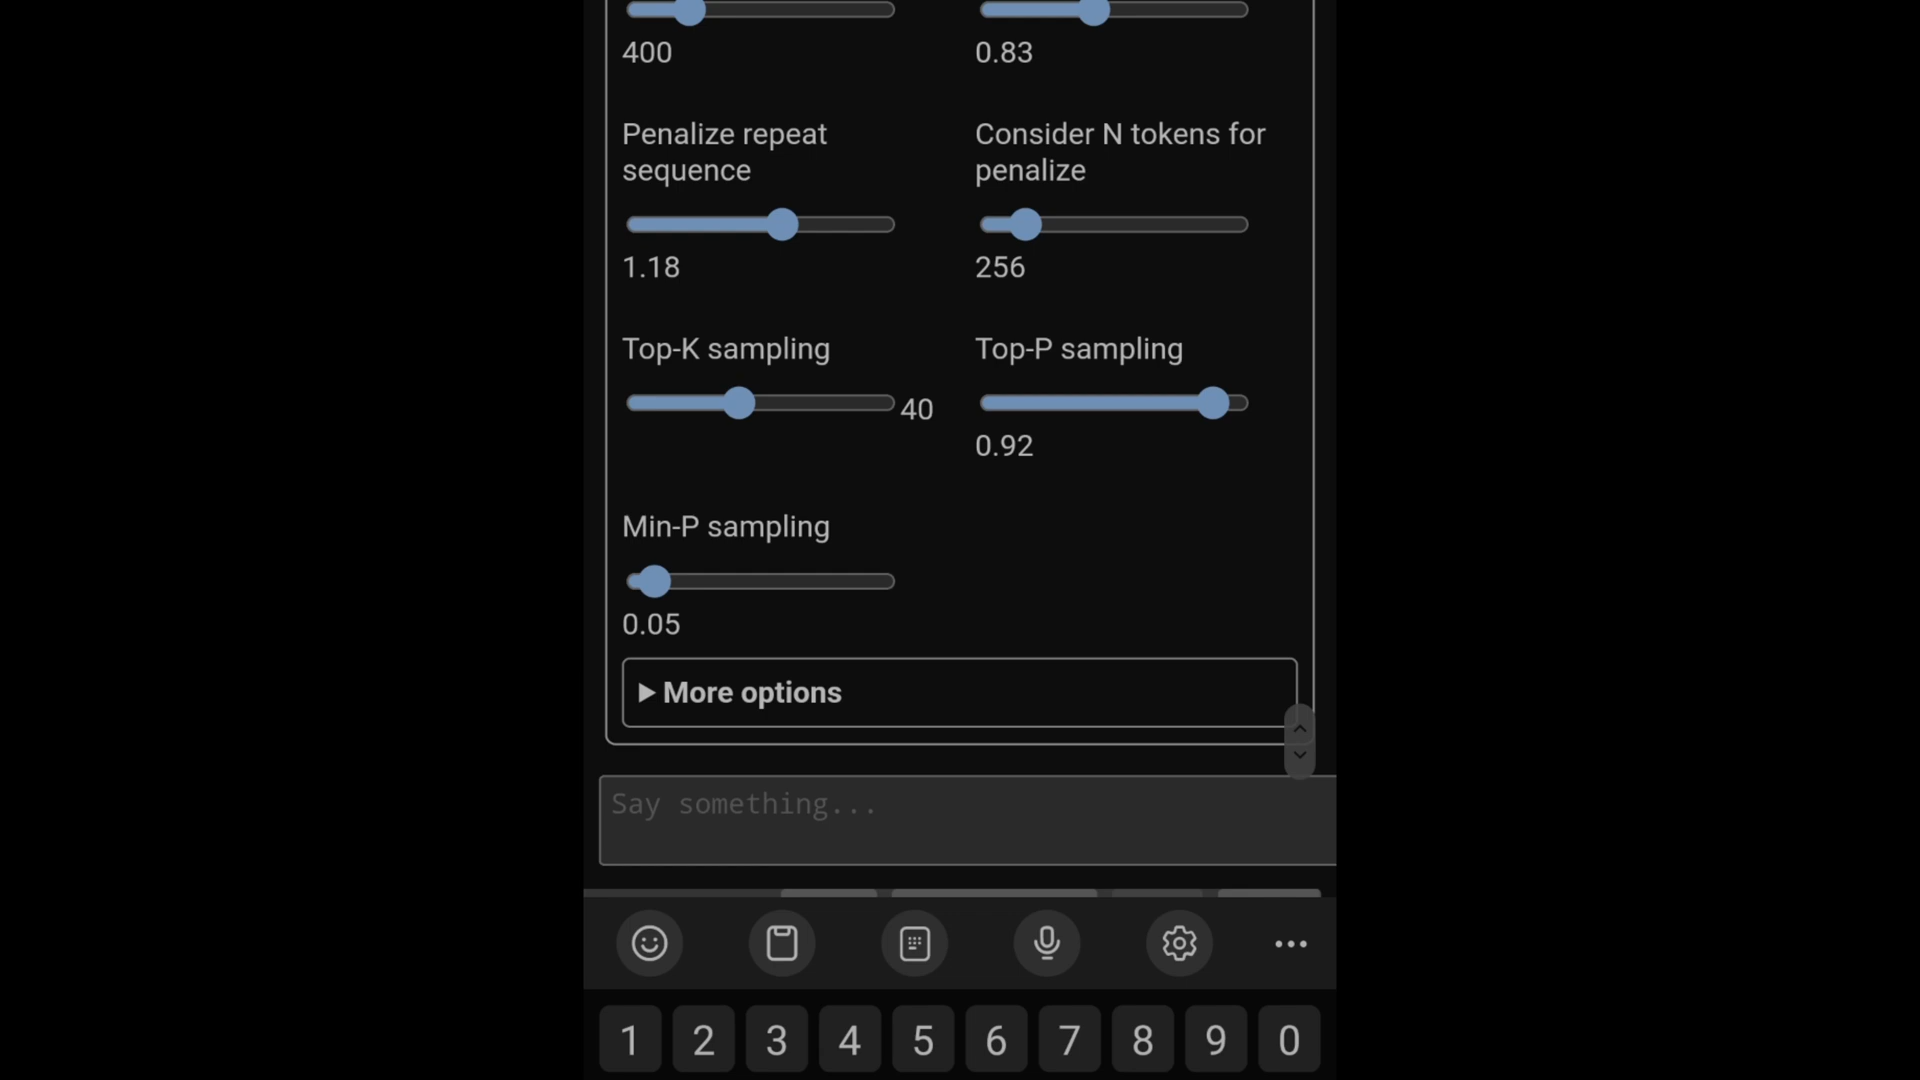 400 0.83
Penalize repeat sequence
Consider N tokens for penalize
1.18 256
Top-K sampling Top-P sampling
40
0.92
Min-P sampling
0.05
▶ More options
Say something...
1 2 3 4 5 6 7 8 9 0